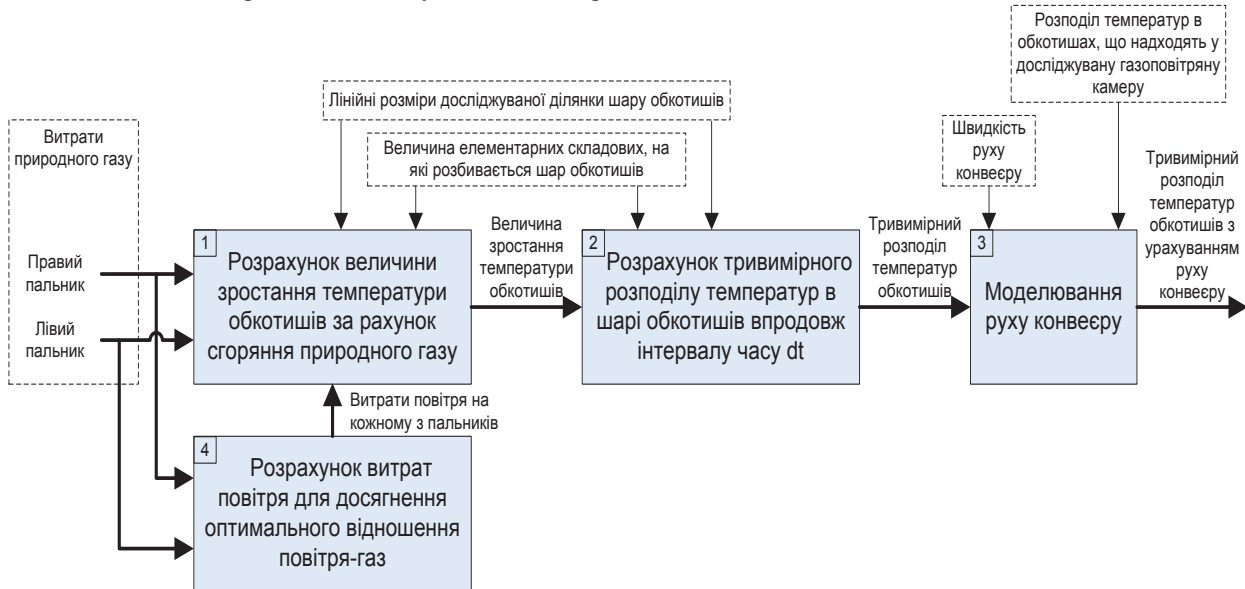 Розподіл температур в
обкотишах, що надходять у
досліджувану газоповітряну
камеру
Лінійні розміри досліджуваної ділянки шару обкотишів
Витрати
природного газу
Величина елементарних складових, на
які розбивається шар обкотишів
Швидкість
руху
конвеєру
Тривимірний
розподіл
температур
обкотишів з
урахуванням
руху
конвеєру
Правий
пальник
Лівий
пальник
1
Розрахунок величини
зростання температури
обкотишів за рахунок
сгоряння природного газу
Величина
зростання
температури
обкотишів
2
Розрахунок тривимірного
розподілу температур в
шарі обкотишів впродовж
інтервалу часу dt
Тривимірний
розподіл
температур
обкотишів
3
Моделювання
руху конвеєру
Витрати повітря на
кожному з пальників
4
Розрахунок витрат
повітря для досягнення
оптимального відношення
повітря-газ